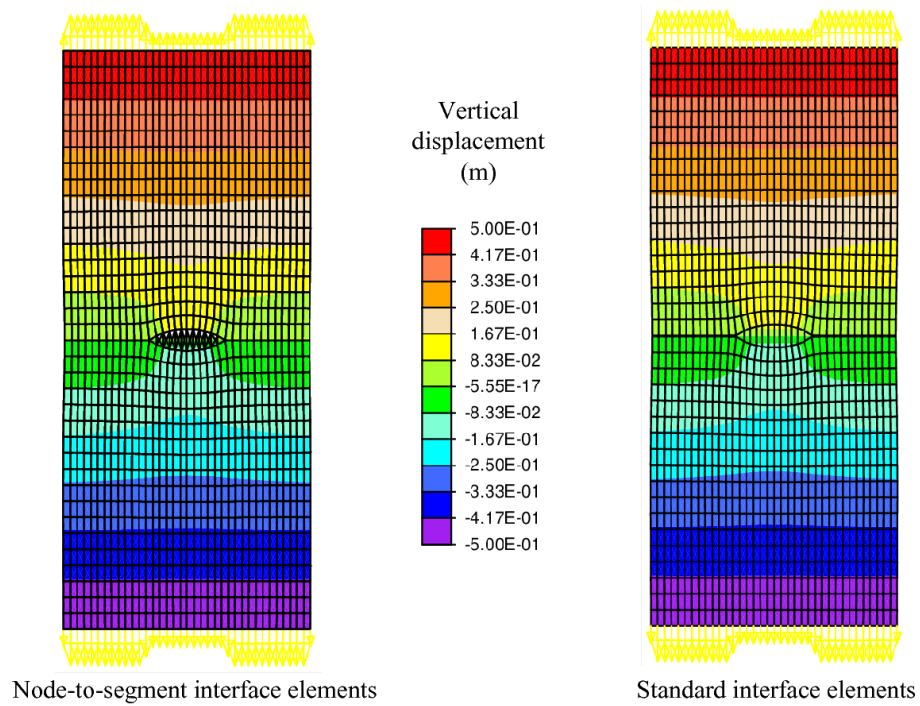 Vertical
displacement
(m)
5.00E-01
4.17E-01
3.33E-01
2.50E-01
1.67E-01
8.33E-02
-5.55E-17
-8.33E-02
-1.67E-01
-2.50E-01
-3.33E-01
-4.17E-01
-5.00E-01
Node-to-segment interface elements
Standard interface elements